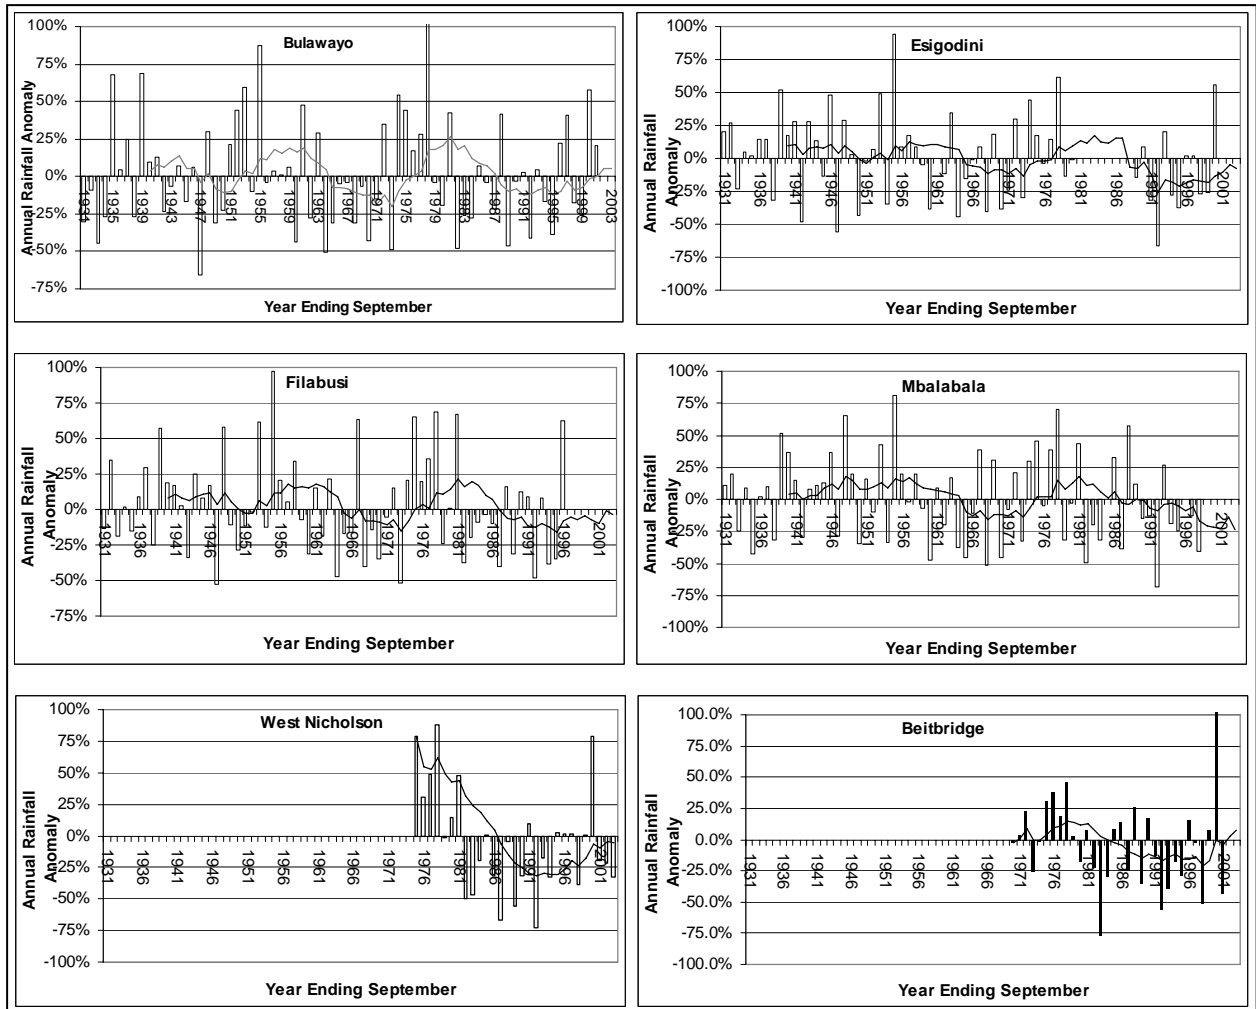 Bulawayo
Annual Rainfall Anomaly
100%
75%
50%
25%
0%
-25%
-50%
-75%
1931 1935 1939 1943 1947 1951 1955 1959 1963 1967 1971 1975 1979 1983 1987 1991 1995 1999 2003
Year Ending September
Esigodini
Annual Rainfall
Anomaly
100%
75%
50%
25%
0%
-25%
-50%
-75%
-100%
1931 1936 1941 1946 1951 1956 1961 1966 1971 1976 1981 1986 1991 1996 2001
Year Ending September
Filabusi
Annual Rainfall
Anomaly
100%
75%
50%
25%
0%
-25%
-50%
-75%
1931 1936 1941 1946 1951 1956 1961 1966 1971 1976 1981 1986 1991 1996 2001
Year Ending September
Mbalabala
Annual Rainfall
Anomaly
100%
75%
50%
25%
0%
-25%
-50%
-75%
-100%
1931 1936 1941 1946 1951 1956 1961 1966 1971 1976 1981 1986 1991 1996 2001
Year Ending September
West Nicholson
Annual Rainfall
Anomaly
100%
75%
50%
25%
0%
-25%
-50%
-75%
-100%
1931 1936 1941 1946 1951 1956 1961 1966 1971 1976 1981 1986 1991 1996 2001
Year Ending September
Beitbridge
Annual Rainfall
Anomaly
100.0%
75.0%
50.0%
25.0%
0.0%
-25.0%
-50.0%
-75.0%
-100.0%
1931 1936 1941 1946 1951 1956 1961 1966 1971 1976 1981 1986 1991 1996 2001
Year Ending September